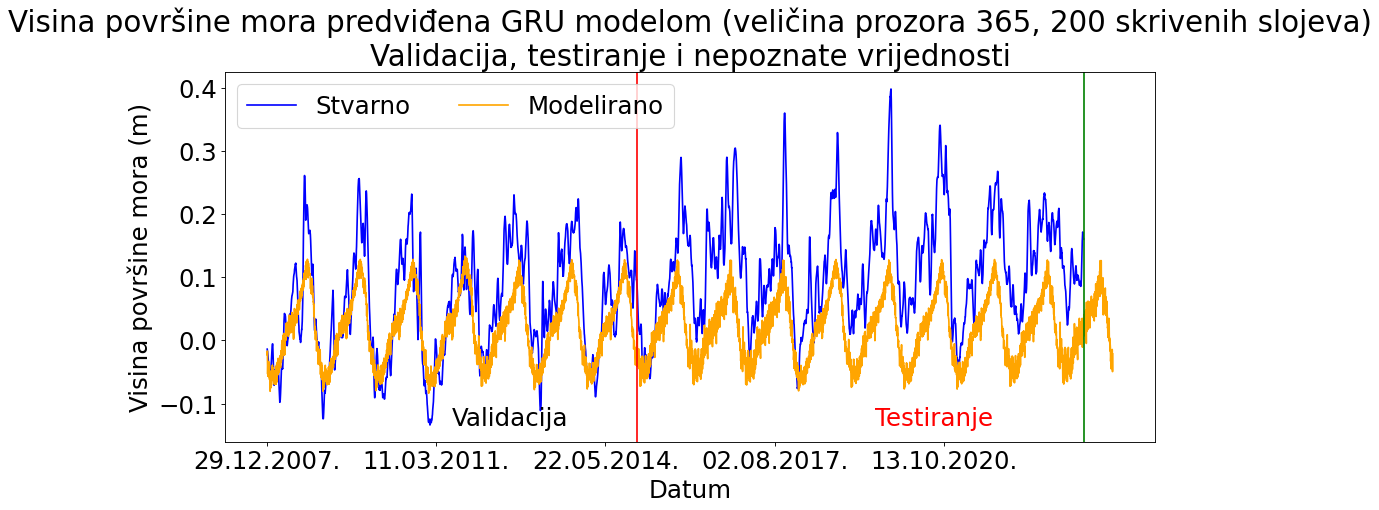 Visina površine mora predviđena GRU modelom (veličina prozora 365, 200 skrivenih slojeva)
Validacija, testiranje i nepoznate vrijednosti
Stvarno
Modelirano
Visina površine mora (m)
0.4
0.3
0.2
0.1
0.0
−0.1
Validacija
Testiranje
29.12.2007.
11.03.2011.
22.05.2014.
02.08.2017.
13.10.2020.
Datum